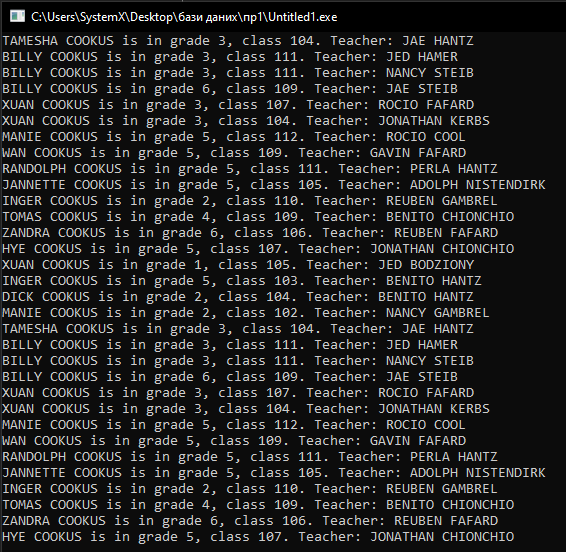 C:\Users\SystemX\Desktop\бази даних\пр1\Untitled1.exe
TAMESHA COOKUS is in grade 3, class 104. Teacher: JAE HANTZ
BILLY COOKUS is in grade 3, class 111. Teacher: JED HAMER
BILLY COOKUS is in grade 3, class 111. Teacher: NANCY STEIB
BILLY COOKUS is in grade 6, class 109. Teacher: JAE STEIB
XUAN COOKUS is in grade 3, class 107. Teacher: ROCIO FAFARD
XUAN COOKUS is in grade 3, class 104. Teacher: JONATHAN KERBS
MANIE COOKUS is in grade 5, class 112. Teacher: ROCIO COOL
WAN COOKUS is in grade 5, class 109. Teacher: GAVIN FAFARD
RANDOLPH COOKUS is in grade 5, class 111. Teacher: PERLA HANTZ
JANNETTE COOKUS is in grade 5, class 105. Teacher: ADOLPH NISTENDIRK
INGER COOKUS is in grade 2, class 110. Teacher: REUBEN GAMBREL
TOMAS COOKUS is in grade 4, class 109. Teacher: BENITO CHIONCHIO
ZANDRA COOKUS is in grade 6, class 106. Teacher: REUBEN FAFARD
HYE COOKUS is in grade 5, class 107. Teacher: JONATHAN CHIONCHIO
XUAN COOKUS is in grade 1, class 105. Teacher: JED BODZIONY
INGER COOKUS is in grade 5, class 103. Teacher: BENITO HANTZ
DICK COOKUS is in grade 2, class 104. Teacher: BENITO HANTZ
MANIE COOKUS is in grade 2, class 102. Teacher: NANCY GAMBREL
TAMESHA COOKUS is in grade 3, class 104. Teacher: JAE HANTZ
BILLY COOKUS is in grade 3, class 111. Teacher: JED HAMER
BILLY COOKUS is in grade 3, class 111. Teacher: NANCY STEIB
BILLY COOKUS is in grade 6, class 109. Teacher: JAE STEIB
XUAN COOKUS is in grade 3, class 107. Teacher: ROCIO FAFARD
XUAN COOKUS is in grade 3, class 104. Teacher: JONATHAN KERBS
MANIE COOKUS is in grade 5, class 112. Teacher: ROCIO COOL
WAN COOKUS is in grade 5, class 109. Teacher: GAVIN FAFARD
RANDOLPH COOKUS is in grade 5, class 111. Teacher: PERLA HANTZ
JANNETTE COOKUS is in grade 5, class 105. Teacher: ADOLPH NISTENDIRK
INGER COOKUS is in grade 2, class 110. Teacher: REUBEN GAMBREL
TOMAS COOKUS is in grade 4, class 109. Teacher: BENITO CHIONCHIO
ZANDRA COOKUS is in grade 6, class 106. Teacher: REUBEN FAFARD
HYE COOKUS is in grade 5, class 107. Teacher: JONATHAN CHIONCHIO